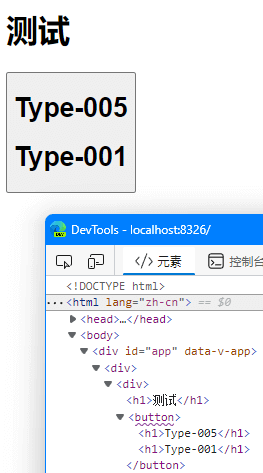 测试
Type-005
Type-001
DevTools - localhost:8326/
元素
控制台
<!DOCTYPE html>
···<html lang="zh-cn"> == $0
<head>…</head>
<body>
<div id="app" data-v-app>
<div>
<div>
<h1>测试</h1>
<button>
<h1>Type-005</h1>
<h1>Type-001</h1>
</button>